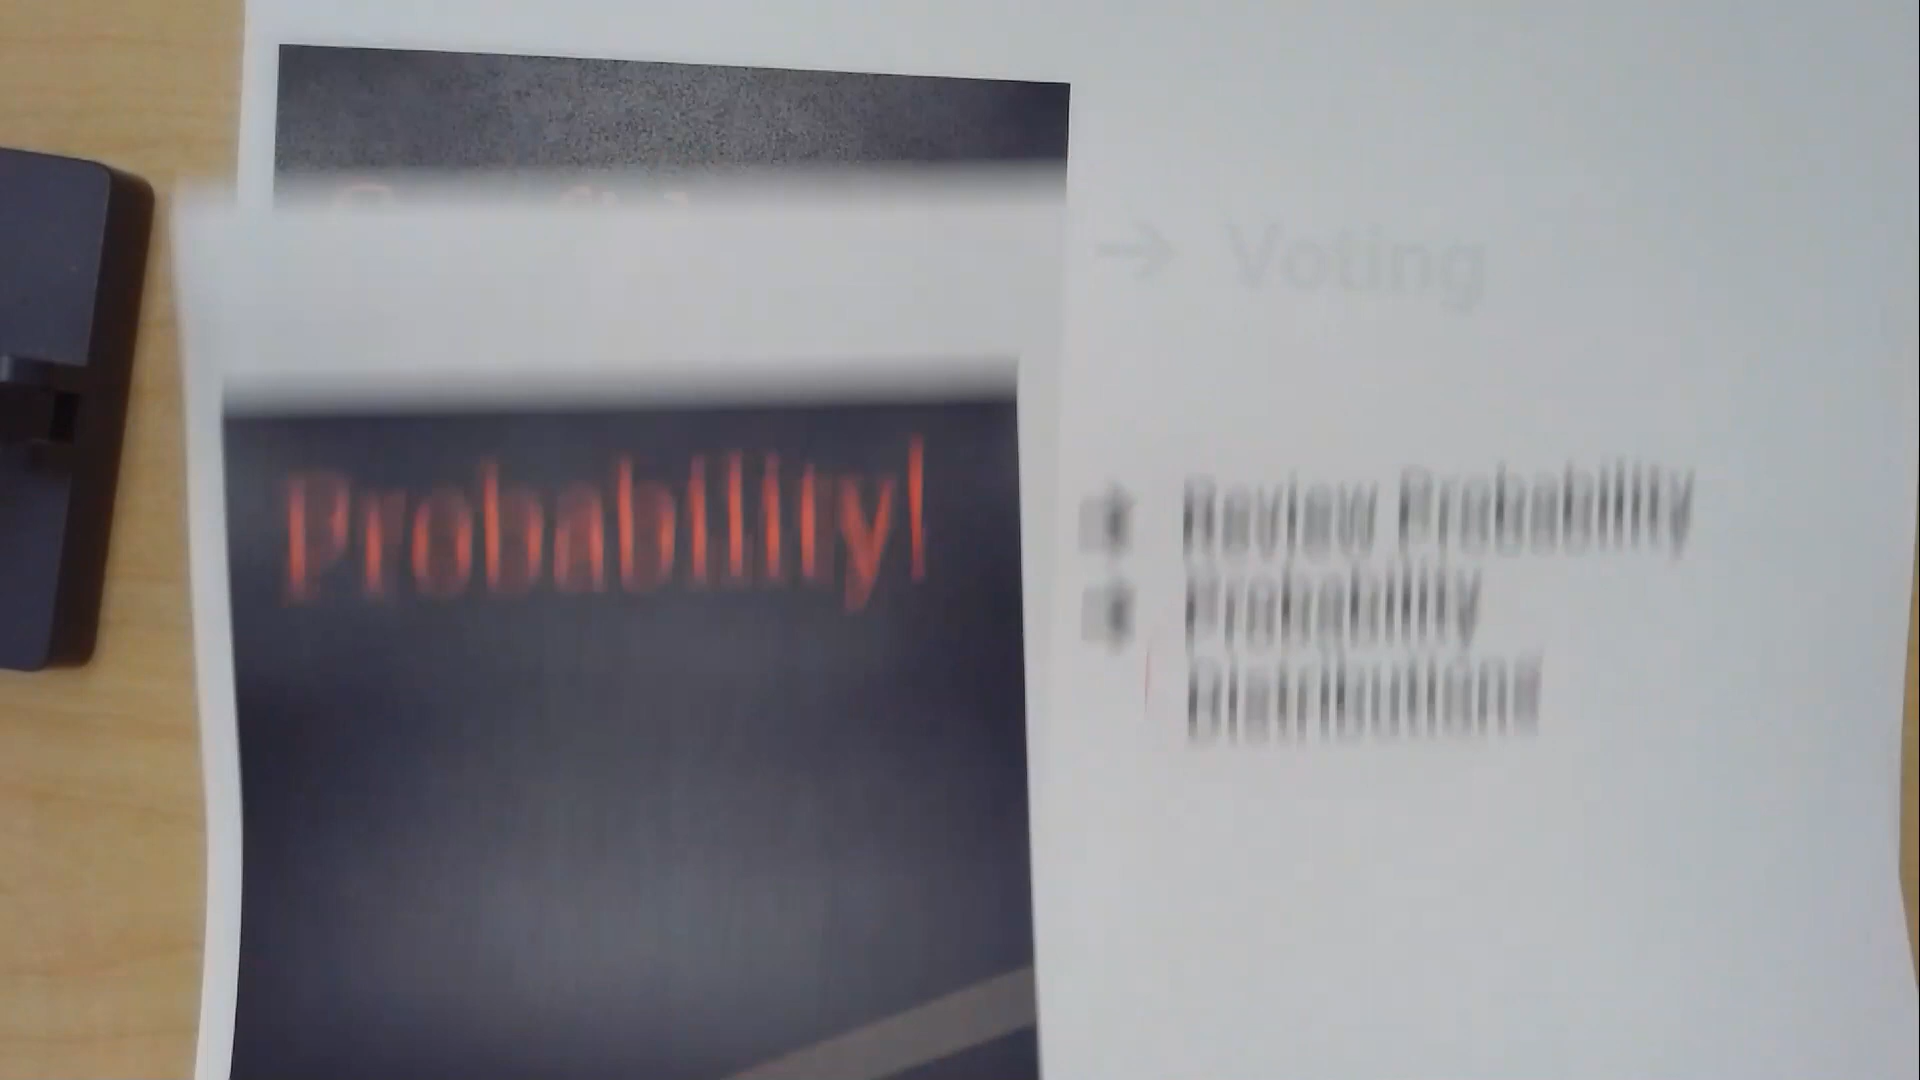 → Voting
Probability!
→ Review Probability
→ Probability
Distributions